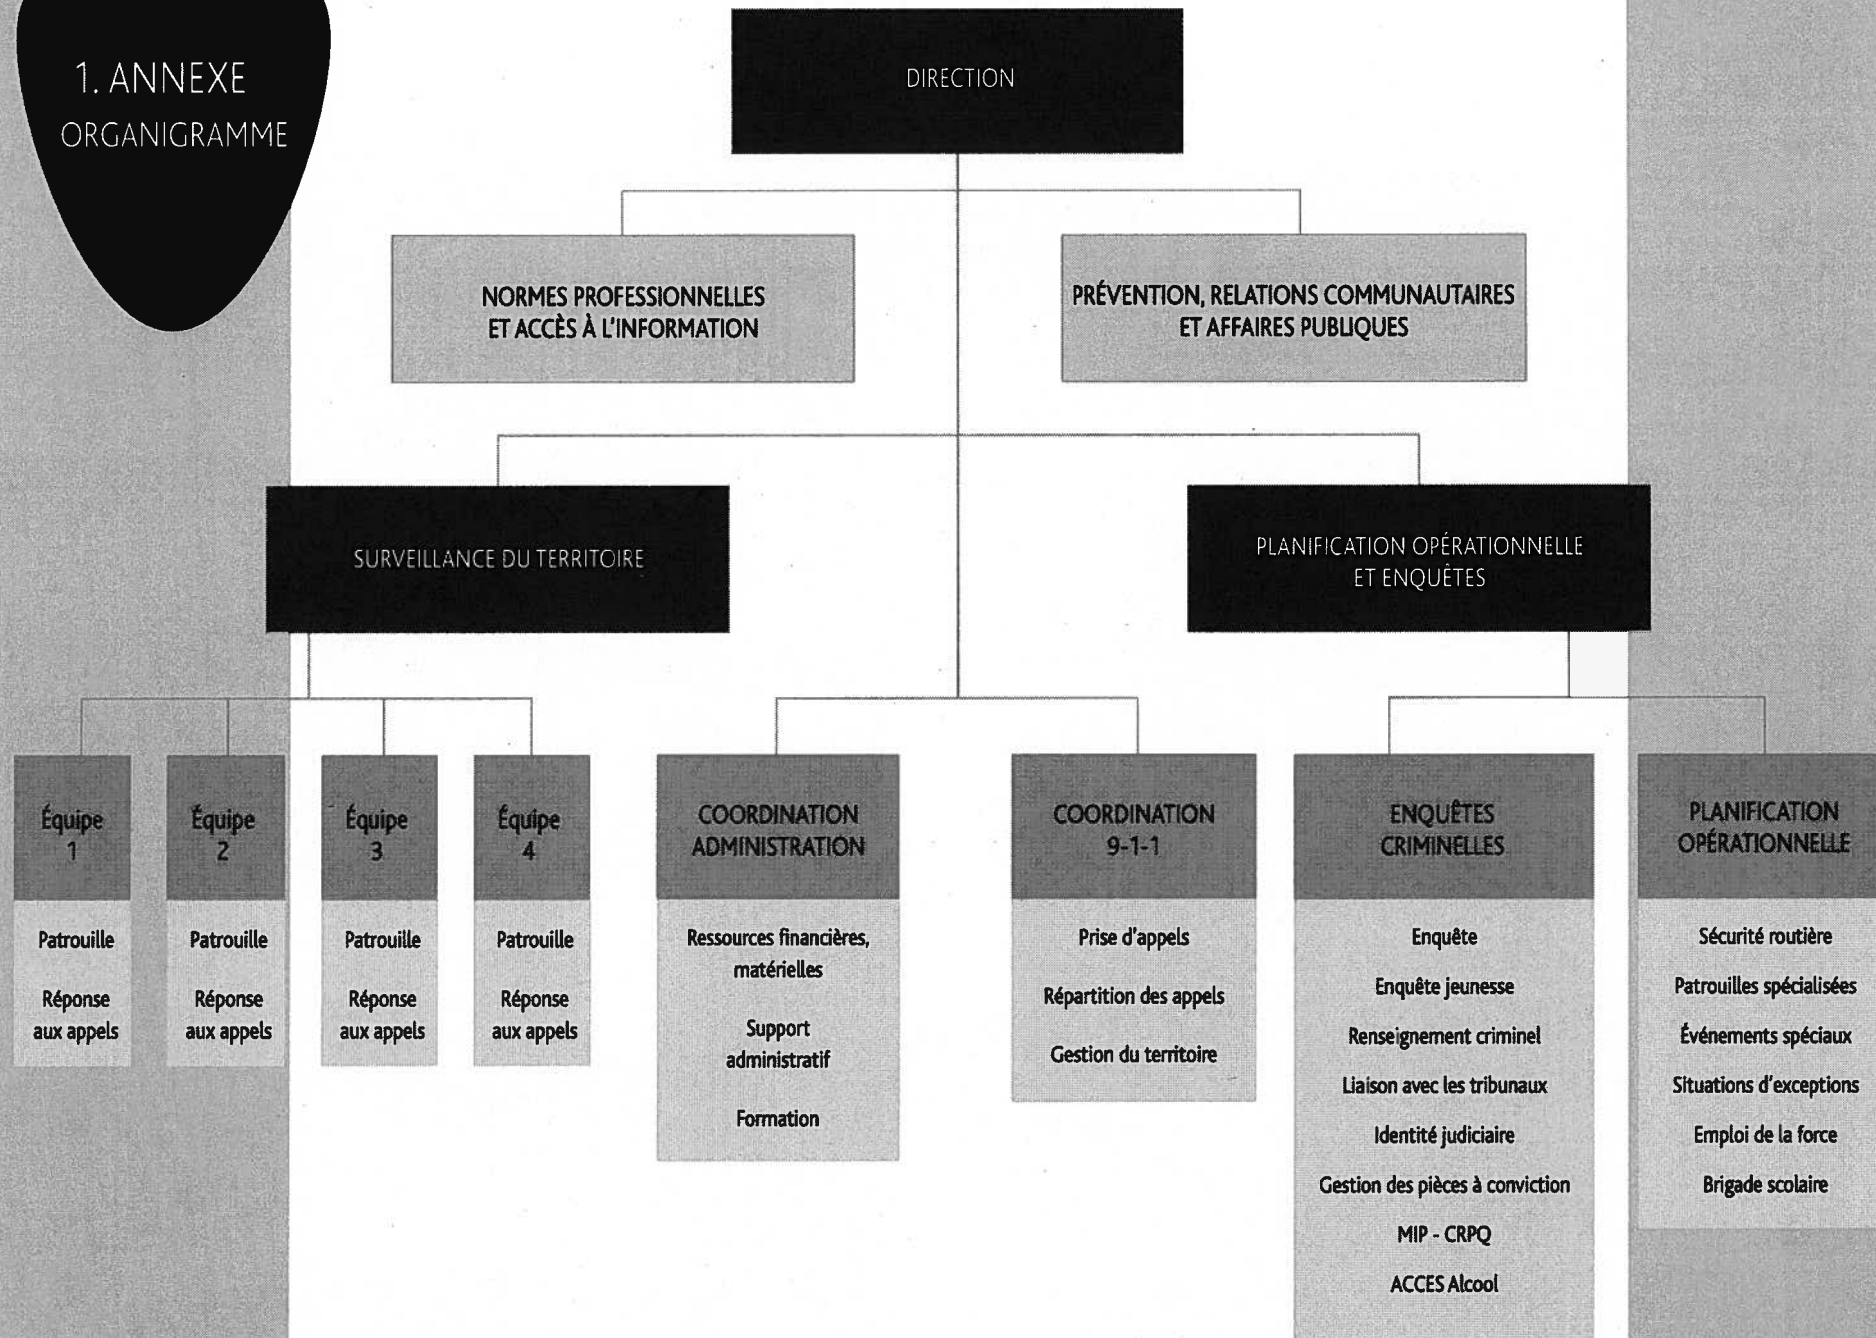 1. ANNEXE
ORGANIGRAMME
DIRECTION
NORMES PROFESSIONNELLES
ET ACCÈS À L'INFORMATION
PRÉVENTION, RELATIONS COMMUNAUTAIRES
ET AFFAIRES PUBLIQUES
SURVEILLANCE DU TERRITOIRE
PLANIFICATION OPÉRATIONNELLE
ET ENQUÊTES
Équipe
1
Patrouille
Réponse
aux appels
Équipe
2
Patrouille
Réponse
aux appels
Équipe
3
Patrouille
Réponse
aux appels
Équipe
4
Patrouille
Réponse
aux appels
COORDINATION
ADMINISTRATION
Ressources financières,
matérielles
Support
administratif
Formation
COORDINATION
9-1-1
Prise d'appels
Répartition des appels
Gestion du territoire
ENQUÊTES
CRIMINELLES
Enquête
Enquête jeunesse
Renseignement criminel
Liaison avec les tribunaux
Identité judiciaire
Gestion des pièces à conviction
MIP - CRPQ
ACCES Alcool
PLANIFICATION
OPÉRATIONNELLE
Sécurité routière
Patrouilles spécialisées
Événements spéciaux
Situations d'exceptions
Emploi de la force
Brigade scolaire